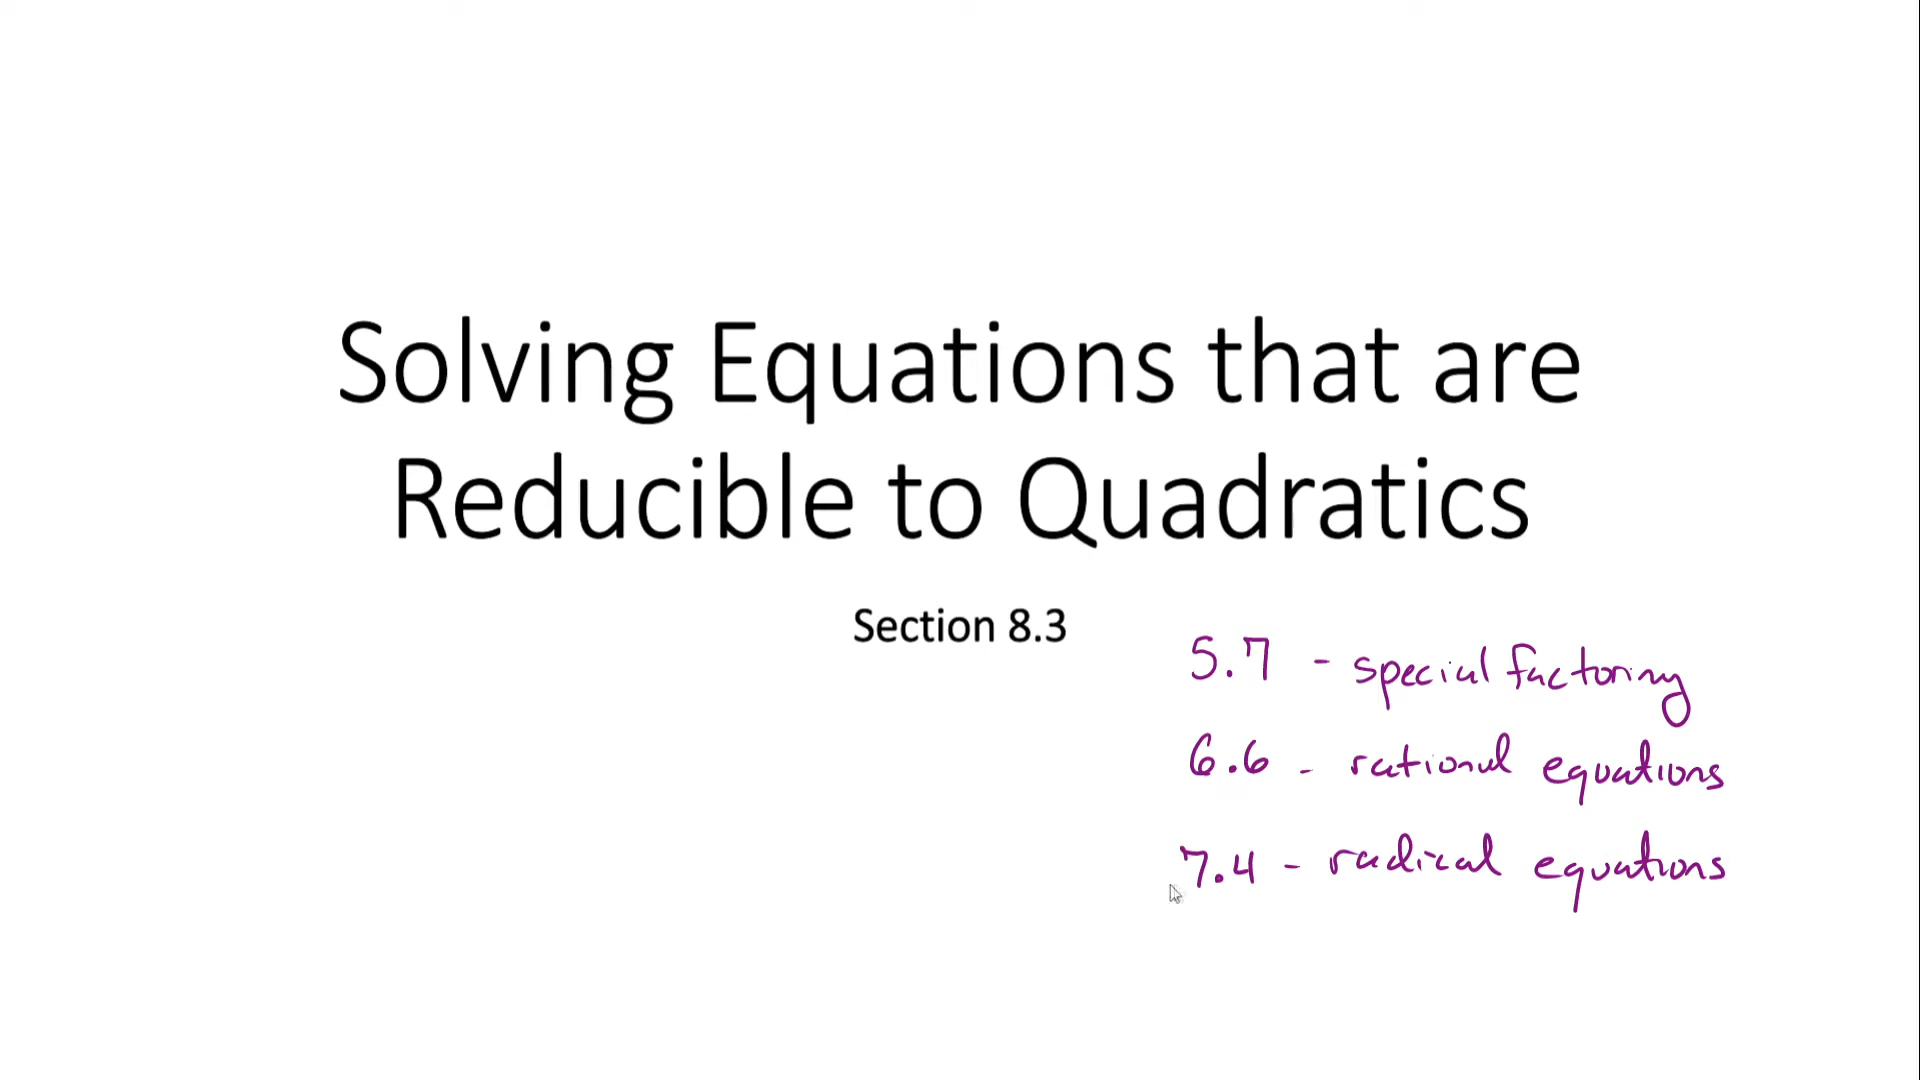 Solving Equations that are
Reducible to Quadratics
Section 8.3
5.7 - special factoring
6.6 - rational equations
7.4 - radical equations